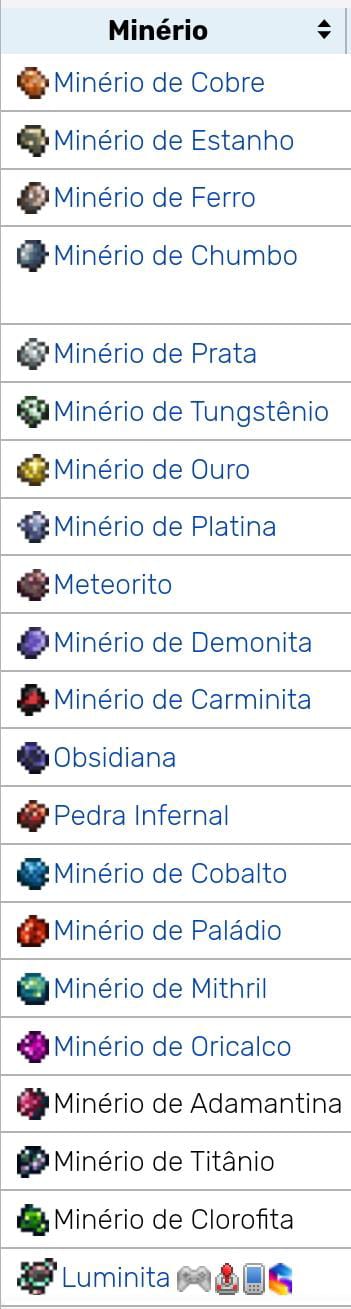 Minério
Minério de Cobre
Minério de Estanho
Minério de Ferro
Minério de Chumbo
Minério de Prata
Minério de Tungstênio
Minério de Ouro
Minério de Platina
Meteorito
Minério de Demonita
Minério de Carminita
Obsidiana
Pedra Infernal
Minério de Cobalto
Minério de Paládio
Minério de Mithril
Minério de Oricalco
Minério de Adamantina
Minério de Titânio
Minério de Clorofita
Luminita